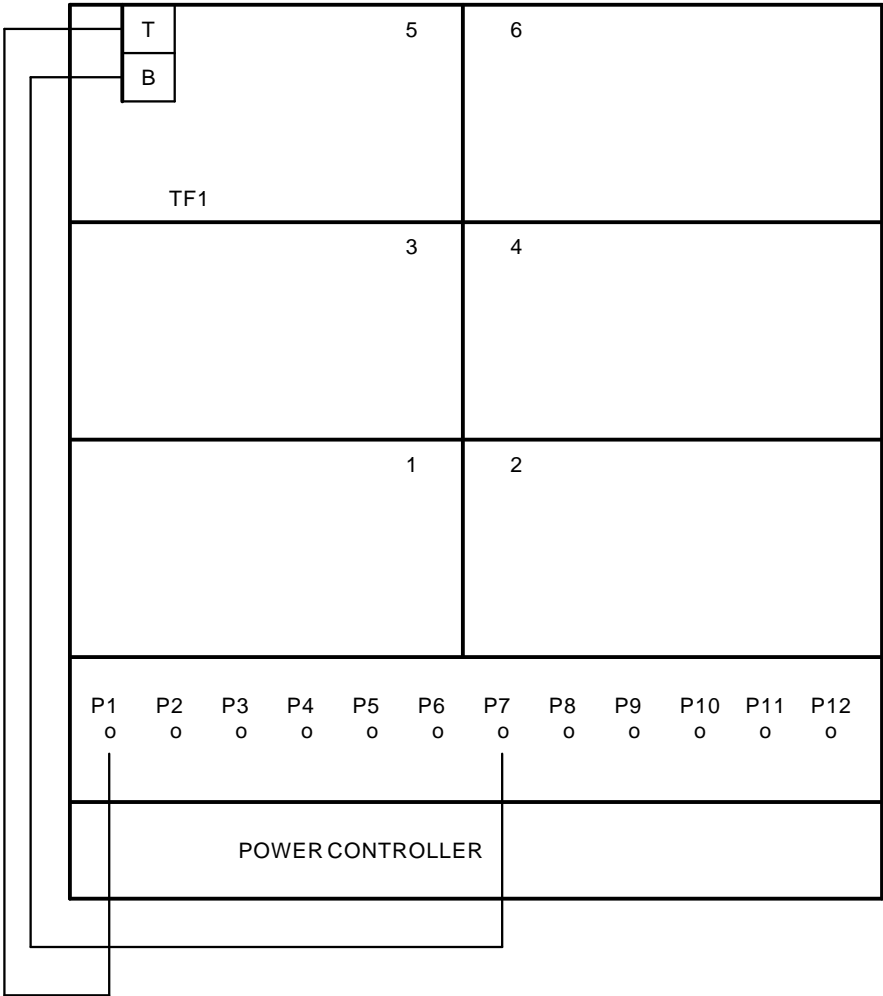 T 5 6
B
TF1
3 4
1 2
P1 P2 P3 P4 P5 P6 P7 P8 P9 P10 P11 P12
o o o o o o o o o o o o
POWER CONTROLLER